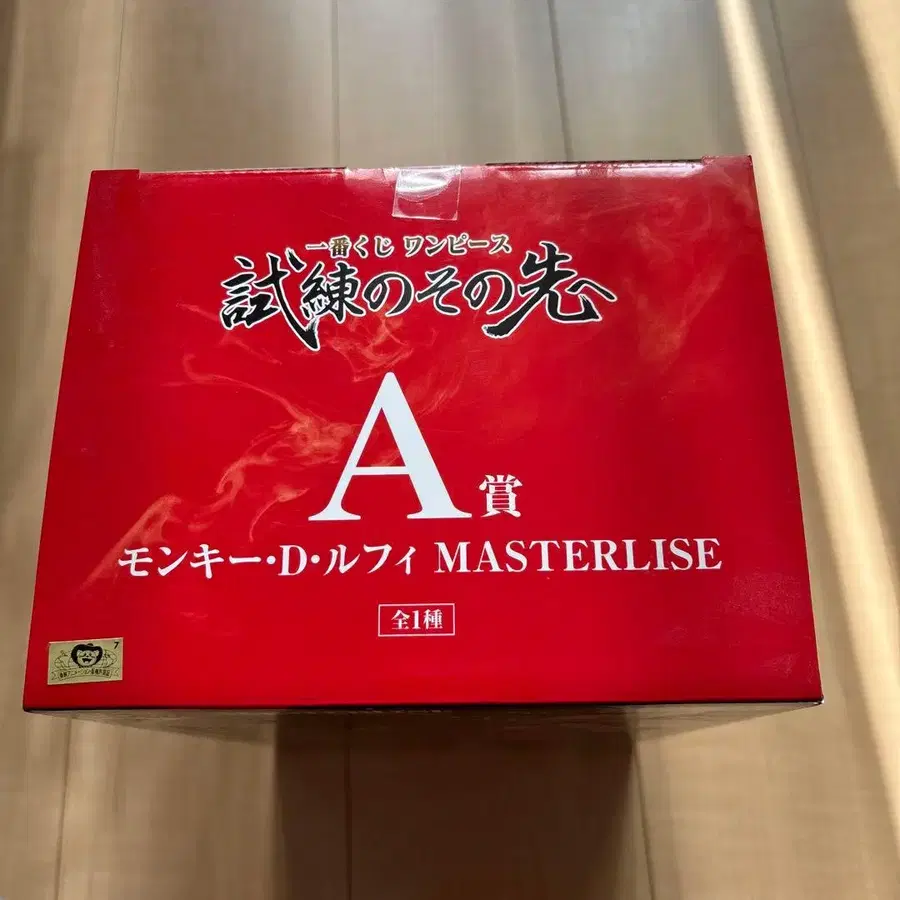 一番くじ ワンピース
試練のその先
A賞
モンキー・D・ルフィ MASTERLISE
全1種
7